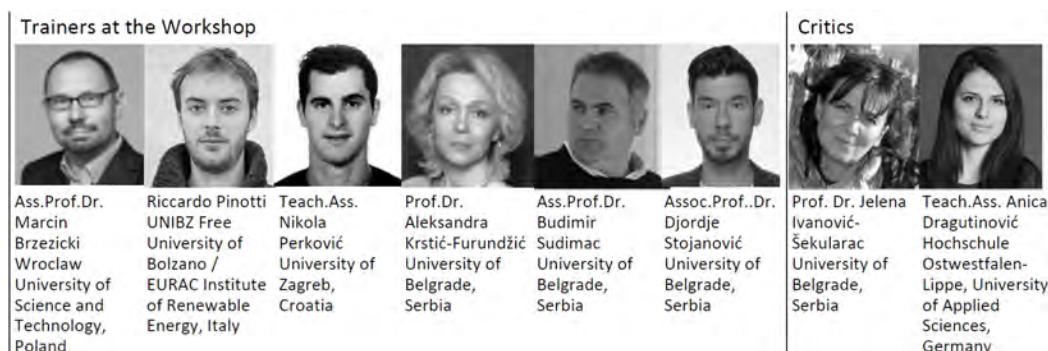 Trainers at the Workshop
Ass.Prof.Dr.
Marcin
Brzezicki
Wroclaw
University of
Science and
Technology,
Poland
Riccardo Pinotti
UNIBZ Free
University of
Bolzano /
EURAC Institute
of Renewable
Energy, Italy
Teach.Ass.
Nikola
Perković
University of
Zagreb,
Croatia
Prof.Dr.
Aleksandra
Krstić-Furundžić
University of
Belgrade,
Serbia
Ass.Prof.Dr.
Budimir
Sudimac
University of
Belgrade,
Serbia
Assoc.Prof..Dr.
Djordje
Stojanović
University of
Belgrade,
Serbia
Critics
Prof. Dr. Jelena
Ivanović-
Šekularac
University of
Belgrade,
Serbia
Teach.Ass. Anica
Dragutinović
Hochschule
Ostwestfalen-
Lippe, University
of Applied
Sciences,
Germany